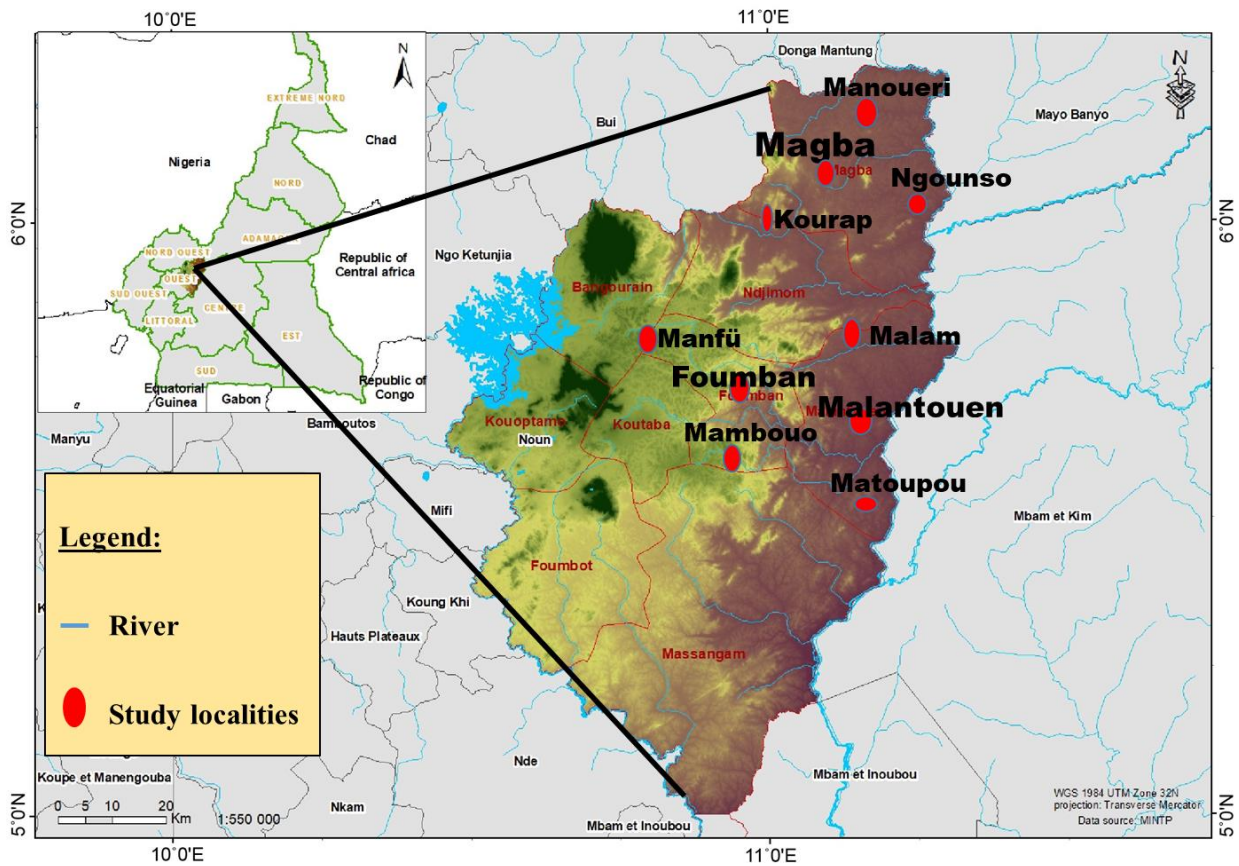 10°0'E
11°0'E
N
EXTREME NORD
Chad
Nigeria
NORD
ADAMAOUA
NORD OUEST
Republic of
Central africa
OUEST
SUD OUEST
CENTRE
LITTORAL
EST
SUD
Equatorial
Guinea
Gabon
Republic of
Congo
Donga Mantung
N
Manoueri
Mayo Banyo
Bui
Magba
Magba
Ngounso
6°0'N
Kourap
6°0'N
Ngo Ketunjia
Bangourain
Ndjimom
Manfü
Malam
Foumban
Foumban
Malantouen
Kouoptamo
Koutaba
Bamboutos
Noun
Manyu
Mambouo
Matoupou
Mifi
Mbam et Kim
Legend:
River
Study localities
Foumbot
Koung Khi
Hauts Plateaux
Massangam
Nde
Koupe et Manengouba
Mbam et Inoubou
Nkam
Mbam et Inoubou
0 5 10 20
Km
1:550 000
WGS 1984 UTM Zone 32N
projection: Transverse Mercator
Data source: MINTP
5°0'N
5°0'N
10°0'E
11°0'E